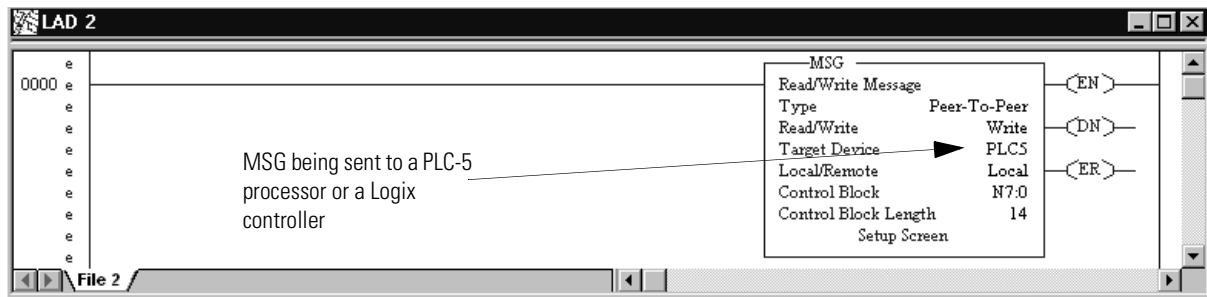 LAD 2
e
0000 e
e
e
e
e
e
e
e
e
MSG
Read/Write Message
Type Peer-To-Peer
Read/Write Write
Target Device PLC5
Local/Remote Local
Control Block N7:0
Control Block Length 14
Setup Screen
EN
DN
ER
MSG being sent to a PLC-5
processor or a Logix
controller
File 2